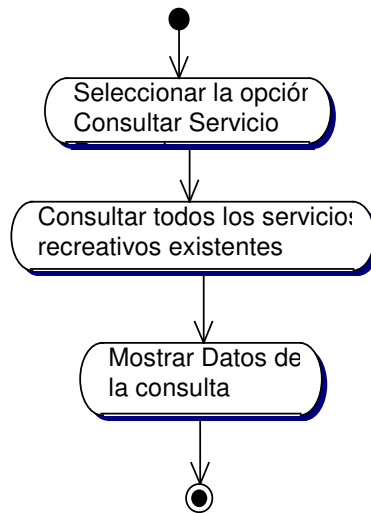 Seleccionar la opción
Consultar Servicio
Consultar todos los servicios
recreativos existentes
Mostrar Datos de
la consulta